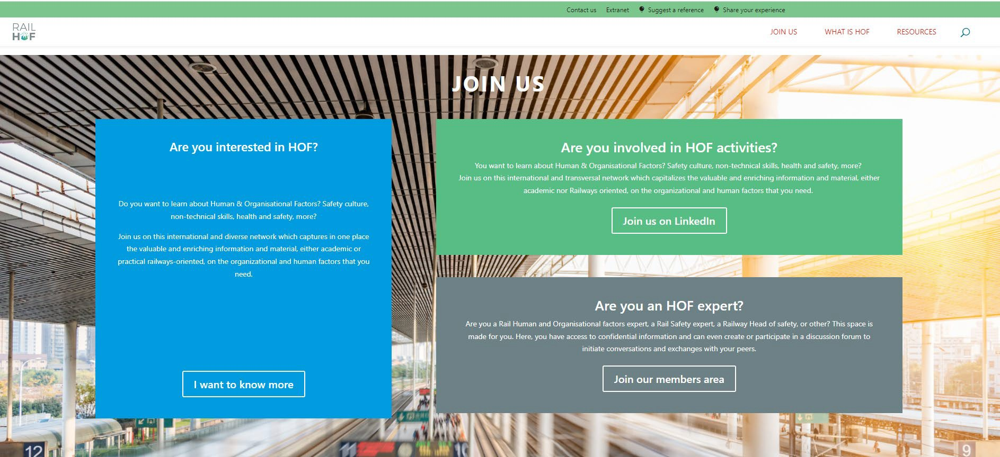 Contact us Extranet Suggest a reference Share your experience
RAIL
HOF
JOIN US WHAT IS HOF RESOURCES
JOIN US
Are you interested in HOF?
Do you want to learn about Human & Organisational Factors? Safety culture,
non-technical skills, health and safety, more?
Join us on this international and diverse network which captures in one place
the valuable and enriching information and material, either academic or
practical railways-oriented, on the organizational and human factors that you
need.
I want to know more
Are you involved in HOF activities?
You want to learn about Human & Organisational Factors? Safety culture, non-technical skills, health and safety, more?
Join us on this international and transversal network which capitalizes the valuable and enriching information and material, either
academic nor Railways oriented, on the organizational and human factors that you need.
Join us on LinkedIn
Are you an HOF expert?
Are you a Rail Human and Organisational factors expert, a Rail Safety expert, a Railway Head of safety, or other? This space is
made for you. Here, you have access to confidential information and can even create or participate in a discussion forum to
initiate conversations and exchanges with your peers.
Join our members area
12
11
10
9